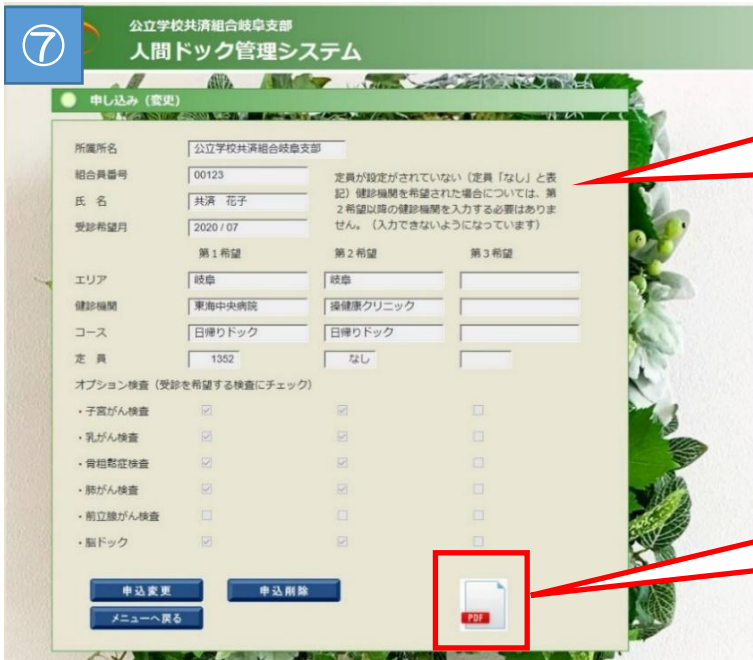 ⑦
公立学校共済組合岐阜支部
人間ドック管理システム
申し込み（変更）
所属所名 公立学校共済組合岐阜支部
組合員番号 00123
氏 名 共済 花子
受診希望月 2020 / 07
定員が設定がされていない（定員「なし」と表
記）健診機関を希望された場合については、第
２希望以降の健診機関を入力する必要はありま
せん。（入力できないようになっています）
第１希望 第２希望 第３希望
エリア 岐阜 岐阜
健診機関 東海中央病院 操健康クリニック
コース 日帰りドック 日帰りドック
定 員 1352 なし
オプション検査（受診を希望する検査にチェック）
・子宮がん検査
・乳がん検査
・骨粗鬆症検査
・肺がん検査
・前立腺がん検査
・脳ドック
申込変更 申込削除
メニューへ戻る
PDF